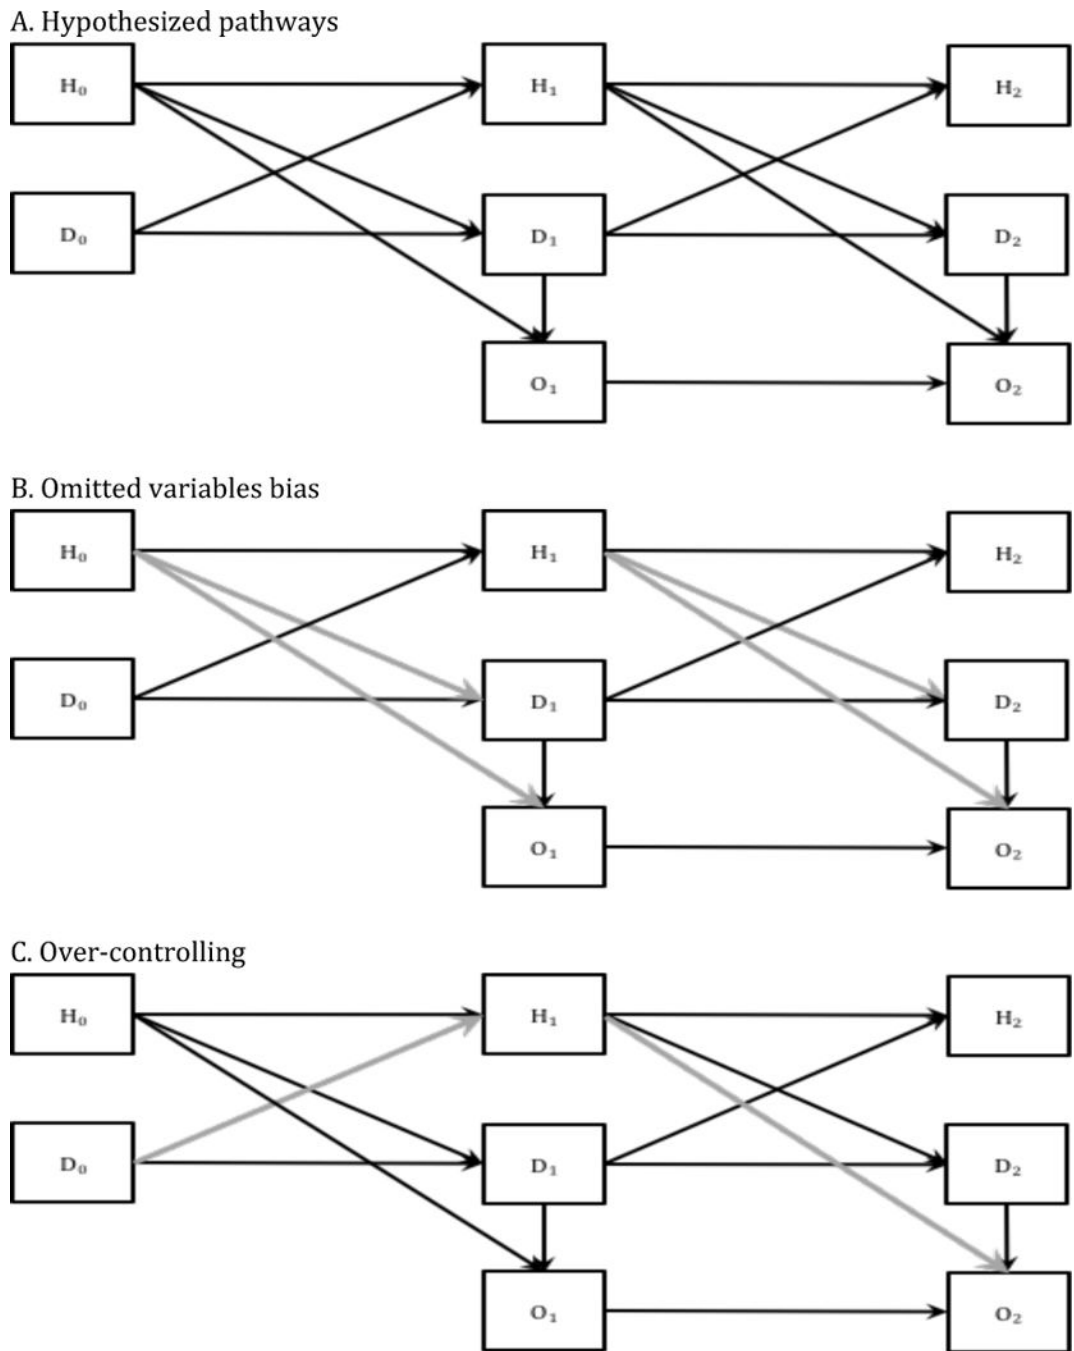 A. Hypothesized pathways
H₀ H₁ H₂
D₀ D₁ D₂
O₁ O₂
B. Omitted variables bias
H₀ H₁ H₂
D₀ D₁ D₂
O₁ O₂
C. Over-controlling
H₀ H₁ H₂
D₀ D₁ D₂
O₁ O₂